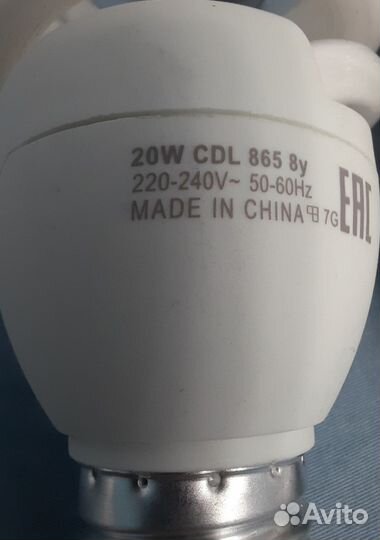 20W CDL 865 8y
220-240V~ 50-60Hz
MADE IN CHINA 7G
EAC
Avito